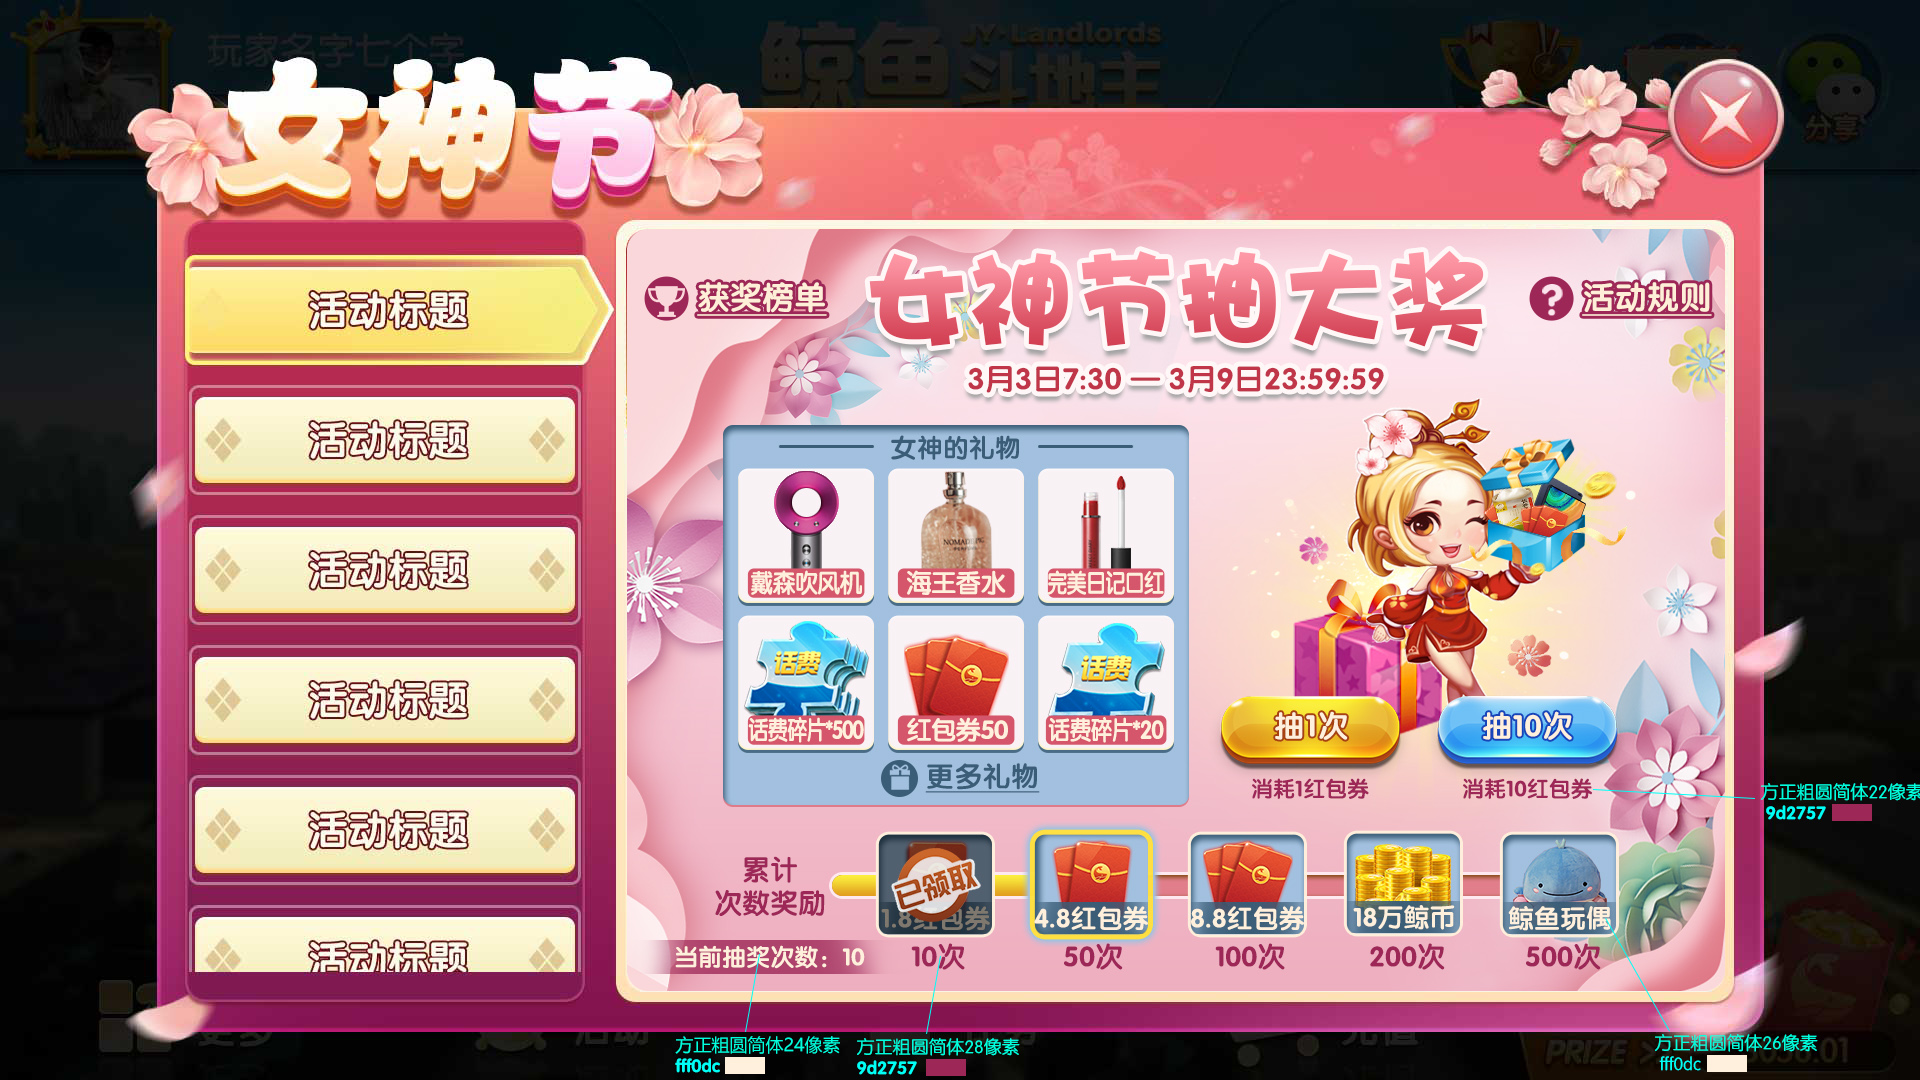 玩家名字七个字
鲸鱼
JY·Landlords
斗地主
分享
女神节
活动标题
活动标题
活动标题
活动标题
活动标题
活动标题
获奖榜单
女神节抽大奖
活动规则
3月3日7:30 — 3月9日23:59:59
女神的礼物
戴森吹风机
海王香水
完美日记口红
话费
话费
话费碎片*500
红包券50
话费碎片*20
更多礼物
抽1次
抽10次
消耗1红包券
消耗10红包券
方正粗圆简体22像素
9d2757
累计
次数奖励
已领取
1.8红包券
4.8红包券
8.8红包券
18万鲸币
鲸鱼玩偶
当前抽奖次数：10
10次
50次
100次
200次
500次
方正粗圆简体24像素
fff0dc
方正粗圆简体28像素
9d2757
方正粗圆简体26像素
fff0dc
更多
活动
充值
PRIZE